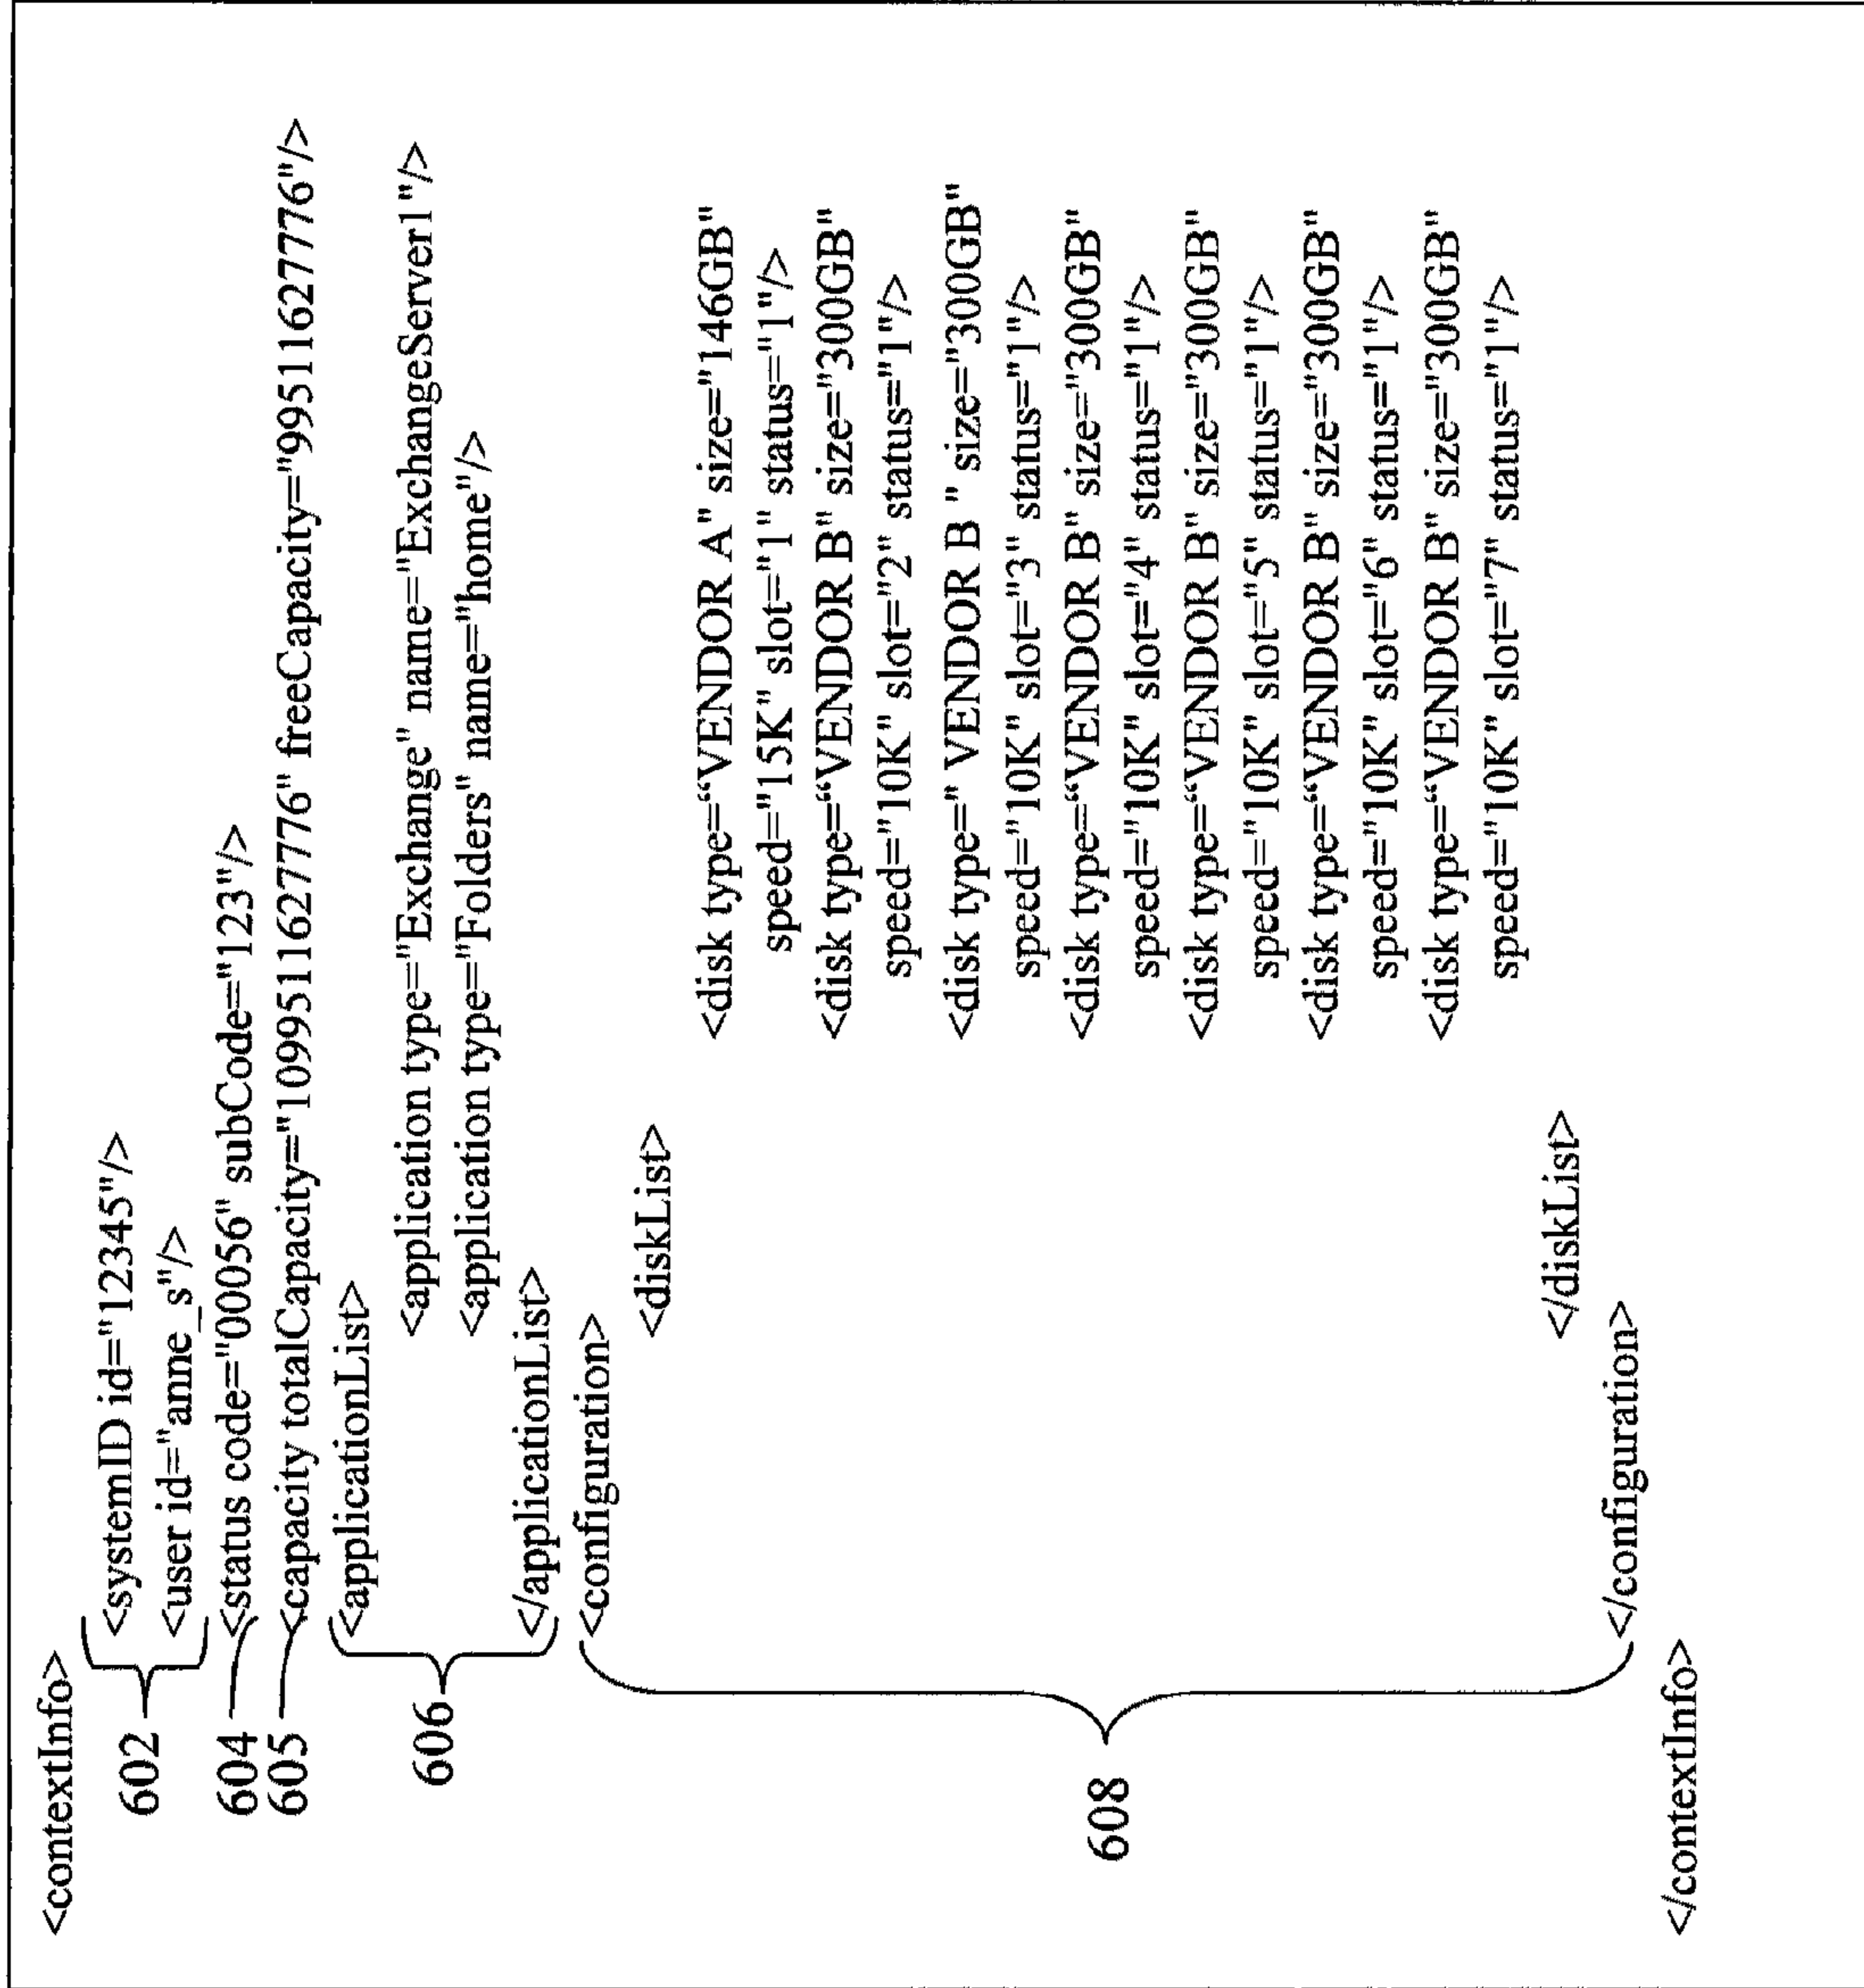 <contextInfo>
<systemID id="12345"/>
602
<user id="anne_s"/>
604 <status code="00056" subCode="123"/>
605 <capacity totalCapacity="1099511627776" freeCapacity="99511627776"/>
<applicationList>
<application type="Exchange" name="ExchangeServer1"/>
606
<application type="Folders" name="home"/>
</applicationList>
<configuration>
<diskList>
<disk type=“VENDOR A" size="146GB"
speed="15K" slot="1" status="1"/>
<disk type=“VENDOR B" size="300GB"
speed="10K" slot="2" status="1"/>
<disk type=" VENDOR B " size="300GB"
speed="10K" slot="3" status="1"/>
<disk type=“VENDOR B" size="300GB"
608
speed="10K" slot="4" status="1"/>
<disk type=“VENDOR B" size="300GB"
speed="10K" slot="5" status="1"/>
<disk type=“VENDOR B" size="300GB"
speed="10K" slot="6" status="1"/>
<disk type=“VENDOR B" size="300GB"
speed="10K" slot="7" status="1"/>
</diskList>
</configuration>
</contextInfo>